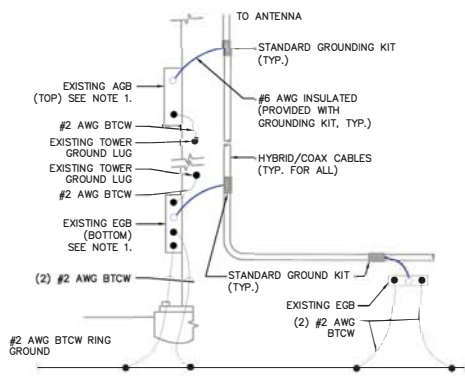 TO ANTENNA
STANDARD GROUNDING KIT
(TYP.)
EXISTING AGB
(TOP) SEE NOTE 1.
#6 AWG INSULATED
(PROVIDED WITH
GROUNDING KIT, TYP.)
#2 AWG BTCW
EXISTING TOWER
GROUND LUG
HYBRID/COAX CABLES
(TYP. FOR ALL)
EXISTING TOWER
GROUND LUG
#2 AWG BTCW
EXISTING EGB
(BOTTOM)
SEE NOTE 1.
STANDARD GROUND KIT
(TYP.)
(2) #2 AWG BTCW
EXISTING EGB
(2) #2 AWG
BTCW
#2 AWG BTCW RING
GROUND